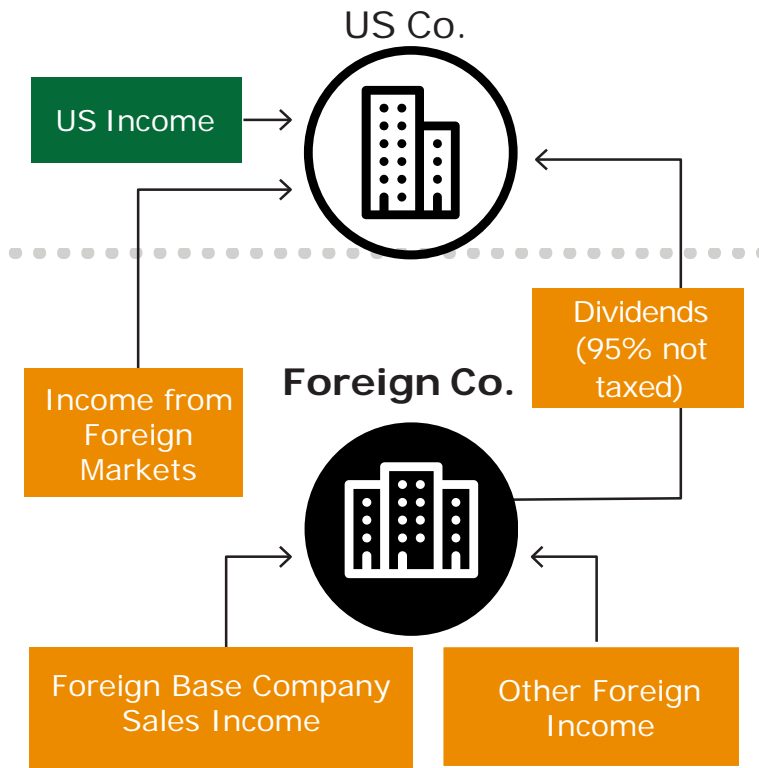 US Co.
US Income
Dividends
(95% not
taxed)
Foreign Co.
Income from
Foreign
Markets
Foreign Base Company
Sales Income
Other Foreign
Income